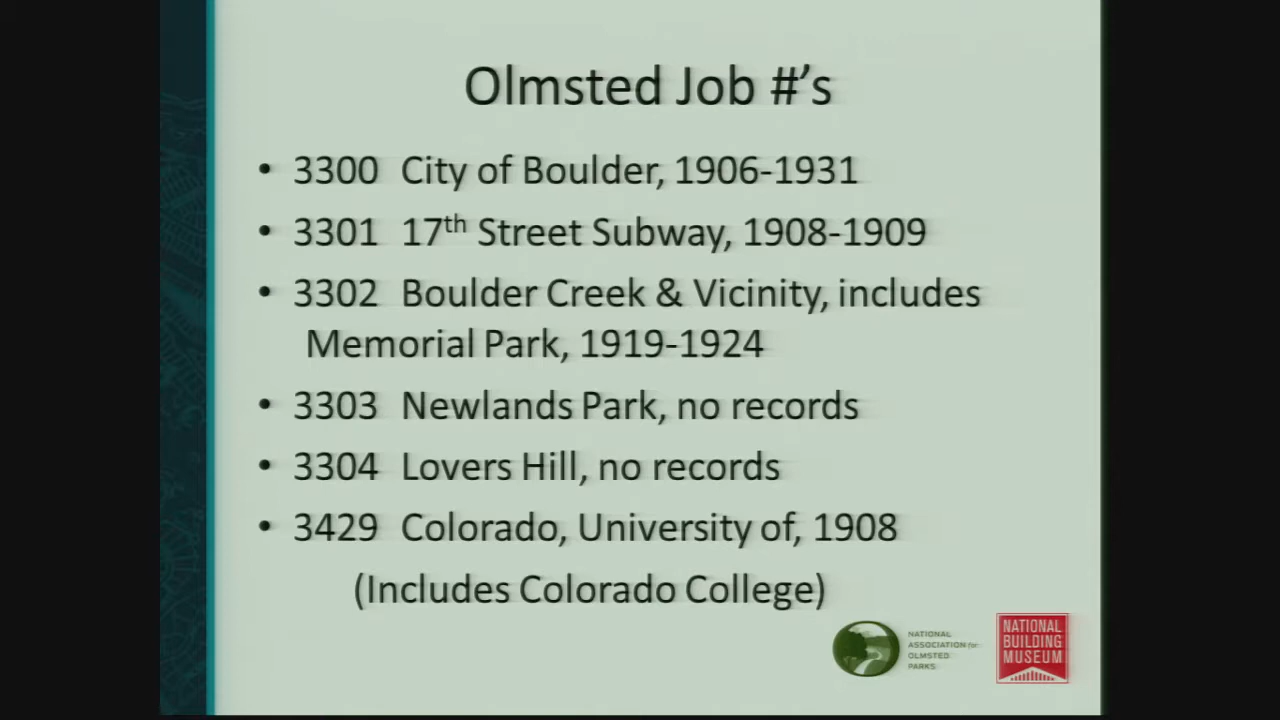 Olmsted Job #’s
• 3300 City of Boulder, 1906-1931
• 3301 17th Street Subway, 1908-1909
• 3302 Boulder Creek & Vicinity, includes
Memorial Park, 1919-1924
• 3303 Newlands Park, no records
• 3304 Lovers Hill, no records
• 3429 Colorado, University of, 1908
(Includes Colorado College)
NATIONAL
ASSOCIATION for
OLMSTED
PARKS
NATIONAL
BUILDING
MUSEUM